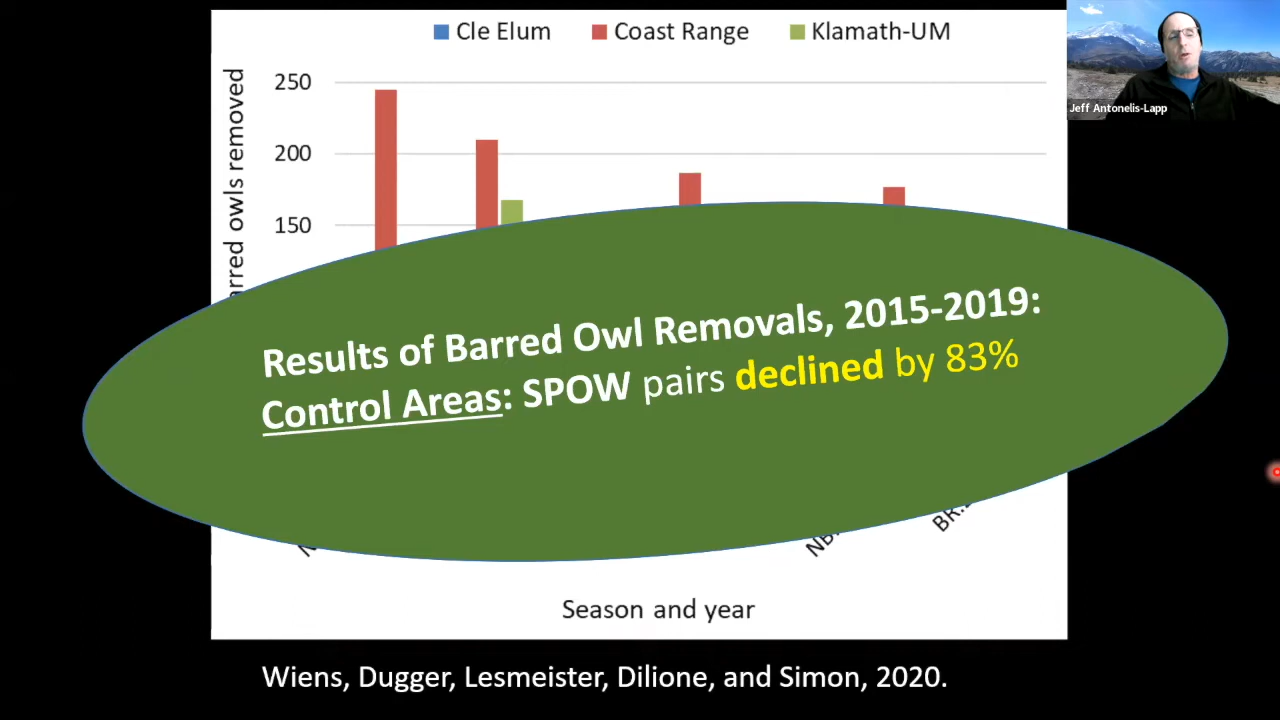 Cle Elum Coast Range Klamath-UM
Jeff Antonelis-Lapp
250
200
150
arred owls removed
Results of Barred Owl Removals, 2015-2019:
Control Areas: SPOW pairs declined by 83%
Season and year
Wiens, Dugger, Lesmeister, Dilione, and Simon, 2020.